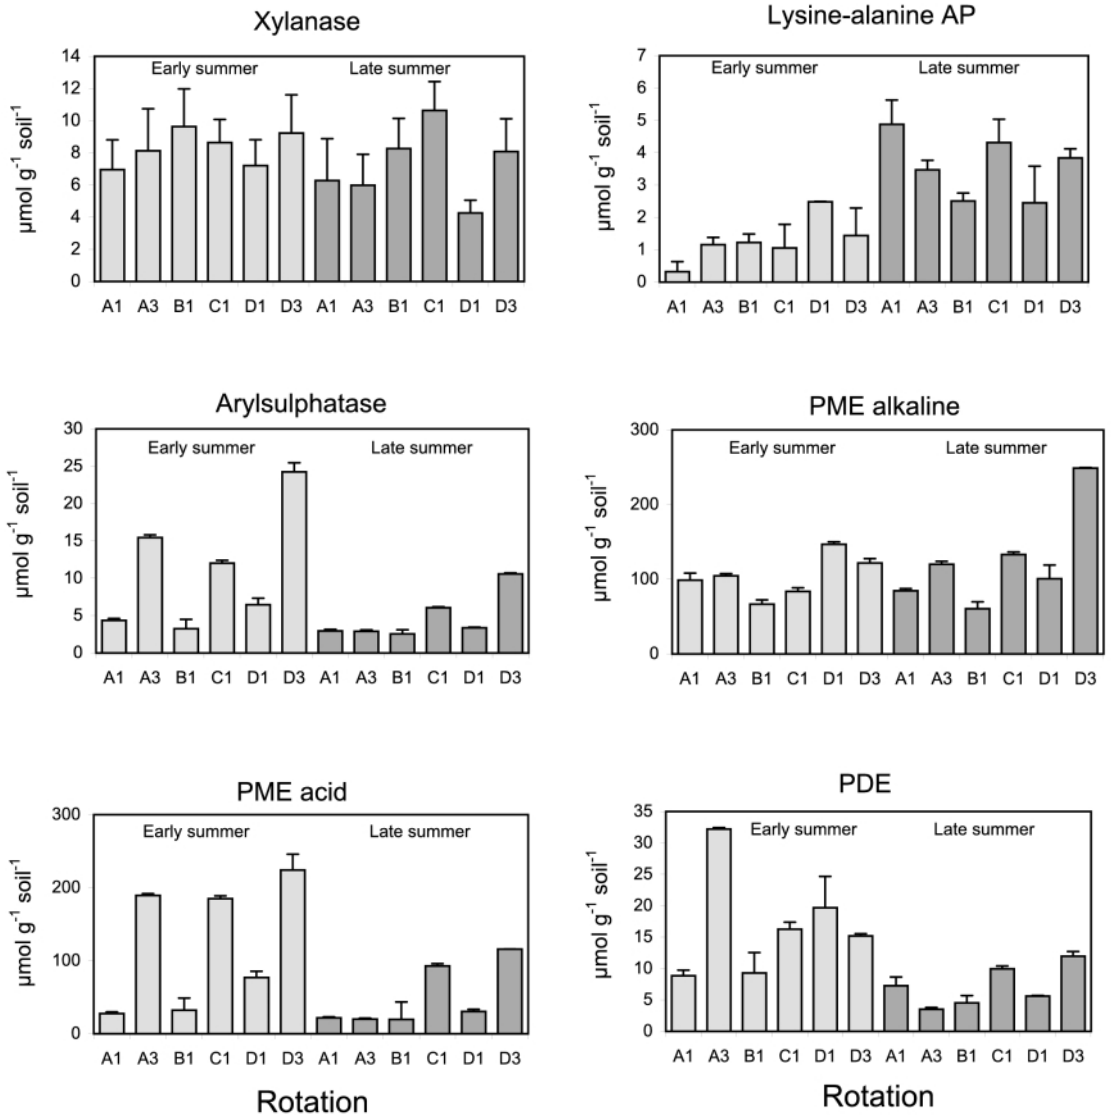 Xylanase
μmol g⁻¹ soil⁻¹
14
12
10
8
6
4
2
0
Early summer
Late summer
A1 A3 B1 C1 D1 D3 A1 A3 B1 C1 D1 D3
Lysine-alanine AP
μmol g⁻¹ soil⁻¹
7
6
5
4
3
2
1
0
Early summer
Late summer
A1 A3 B1 C1 D1 D3 A1 A3 B1 C1 D1 D3
Arylsulphatase
μmol g⁻¹ soil⁻¹
30
25
20
15
10
5
0
Early summer
Late summer
A1 A3 B1 C1 D1 D3 A1 A3 B1 C1 D1 D3
PME alkaline
μmol g⁻¹ soil⁻¹
300
200
100
0
Early summer
Late summer
A1 A3 B1 C1 D1 D3 A1 A3 B1 C1 D1 D3
PME acid
μmol g⁻¹ soil⁻¹
300
200
100
0
Early summer
Late summer
A1 A3 B1 C1 D1 D3 A1 A3 B1 C1 D1 D3
Rotation
PDE
μmol g⁻¹ soil⁻¹
35
30
25
20
15
10
5
0
Early summer
Late summer
A1 A3 B1 C1 D1 D3 A1 A3 B1 C1 D1 D3
Rotation